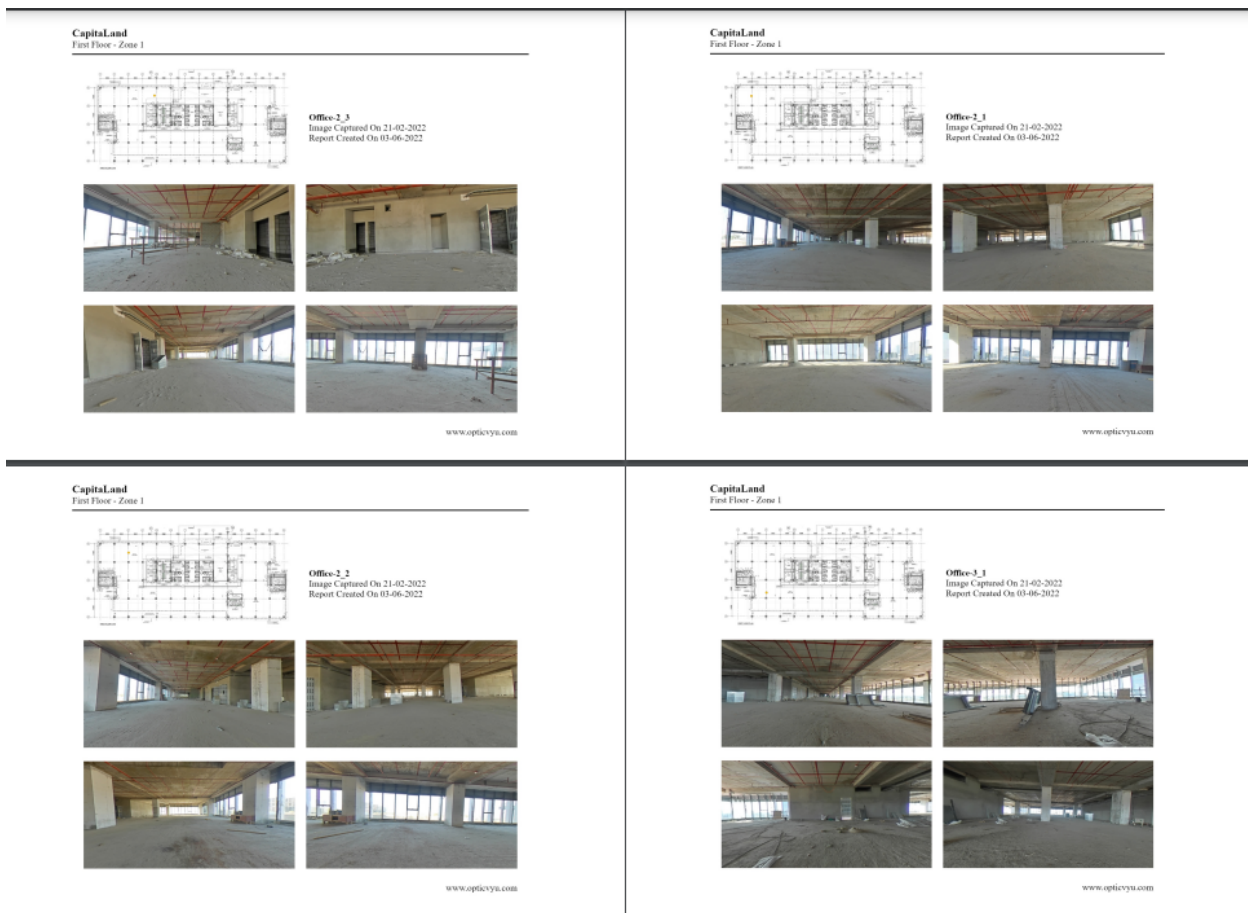 CapitaLand
First Floor - Zone 1
Office-2_3
Image Captured On 21-02-2022
Report Created On 03-06-2022
www.opticvyu.com
CapitaLand
First Floor - Zone 1
Office-2_1
Image Captured On 21-02-2022
Report Created On 03-06-2022
www.opticvyu.com
CapitaLand
First Floor - Zone 1
Office-2_2
Image Captured On 21-02-2022
Report Created On 03-06-2022
www.opticvyu.com
CapitaLand
First Floor - Zone 1
Office-3_1
Image Captured On 21-02-2022
Report Created On 03-06-2022
www.opticvyu.com